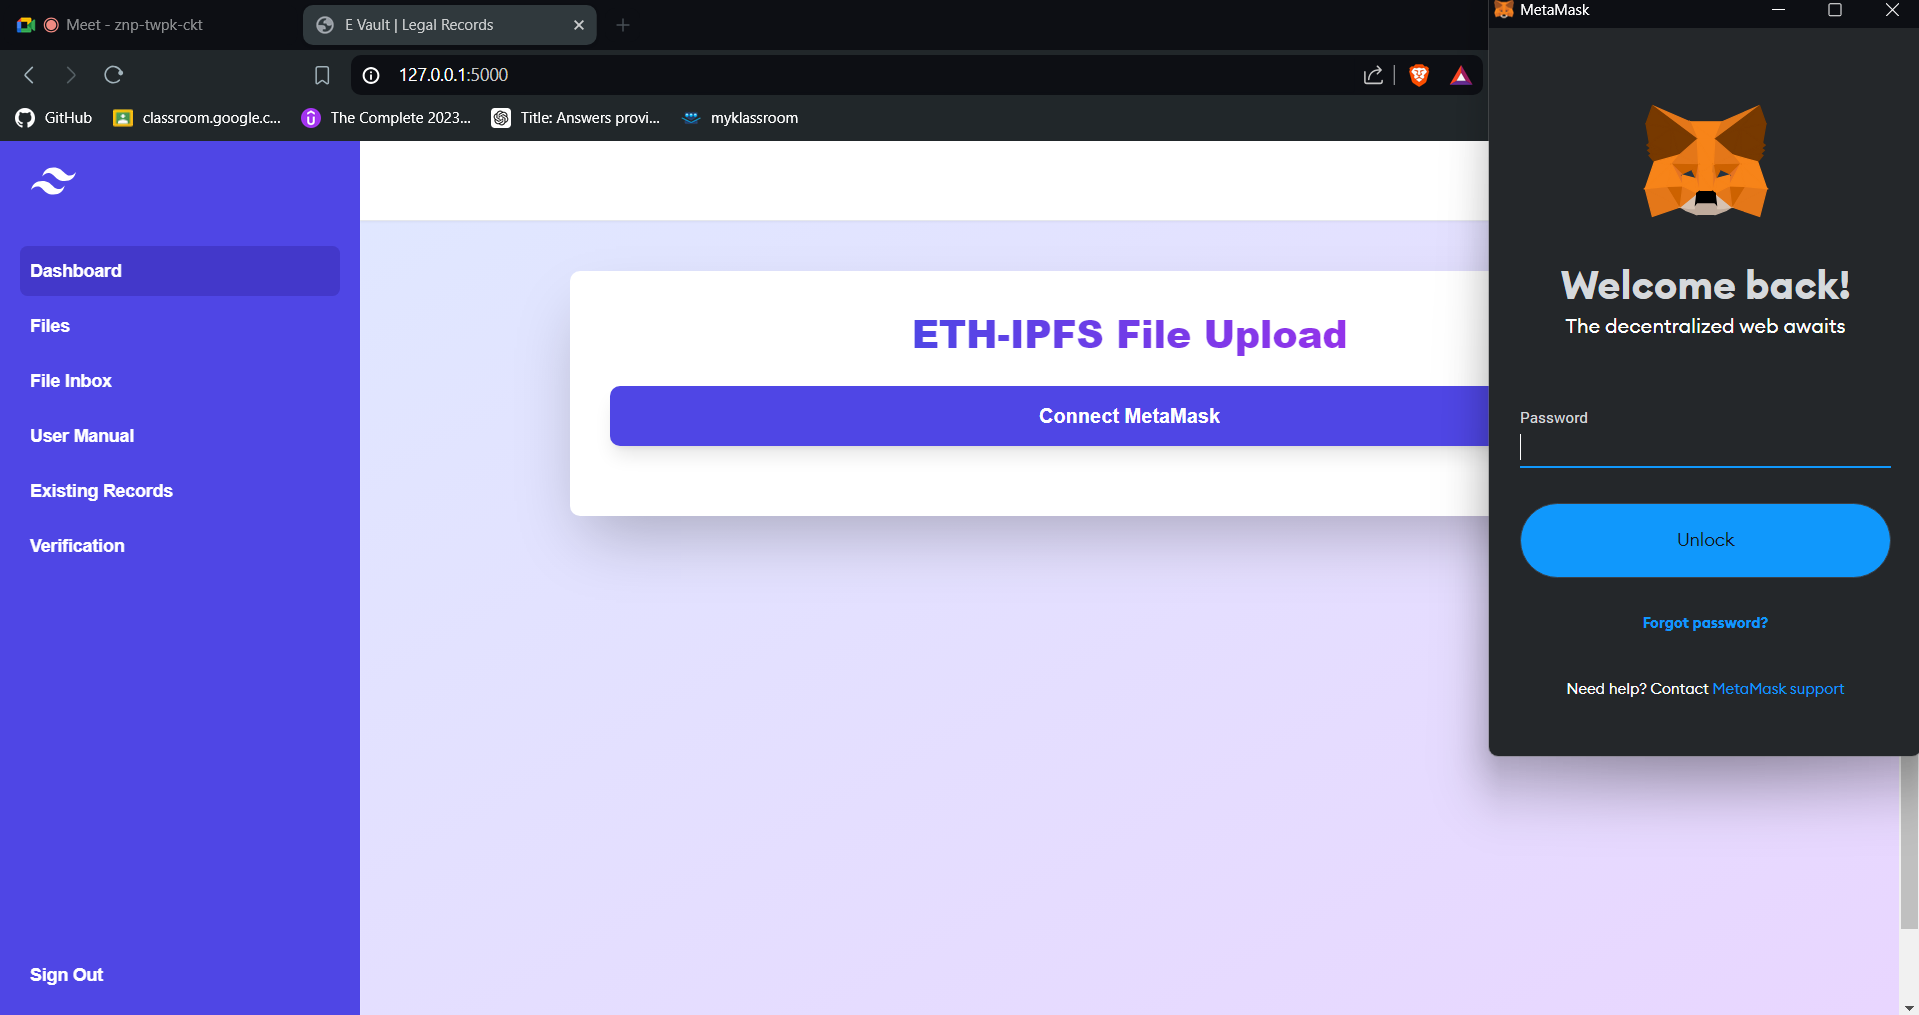 Meet - znp-twpk-ckt
E Vault | Legal Records
MetaMask
127.0.0.1:5000
GitHub
classroom.google.c...
The Complete 2023...
Title: Answers provi...
myklassroom
Dashboard
Files
File Inbox
User Manual
Existing Records
Verification
Sign Out
ETH-IPFS File Upload
Connect MetaMask
Welcome back!
The decentralized web awaits
Password
Unlock
Forgot password?
Need help? Contact MetaMask support